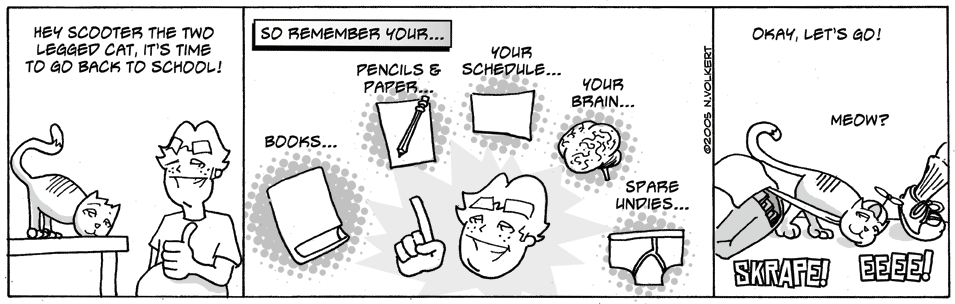 HEY SCOOTER THE TWO
LEGGED CAT, IT'S TIME
TO GO BACK TO SCHOOL!
SO REMEMBER YOUR...
BOOKS...
PENCILS &
PAPER...
YOUR
SCHEDULE...
YOUR
BRAIN...
SPARE
UNDIES...
©2005 N.VOLKERT
OKAY, LET'S GO!
MEOW?
SKRAPE!
EEEE!